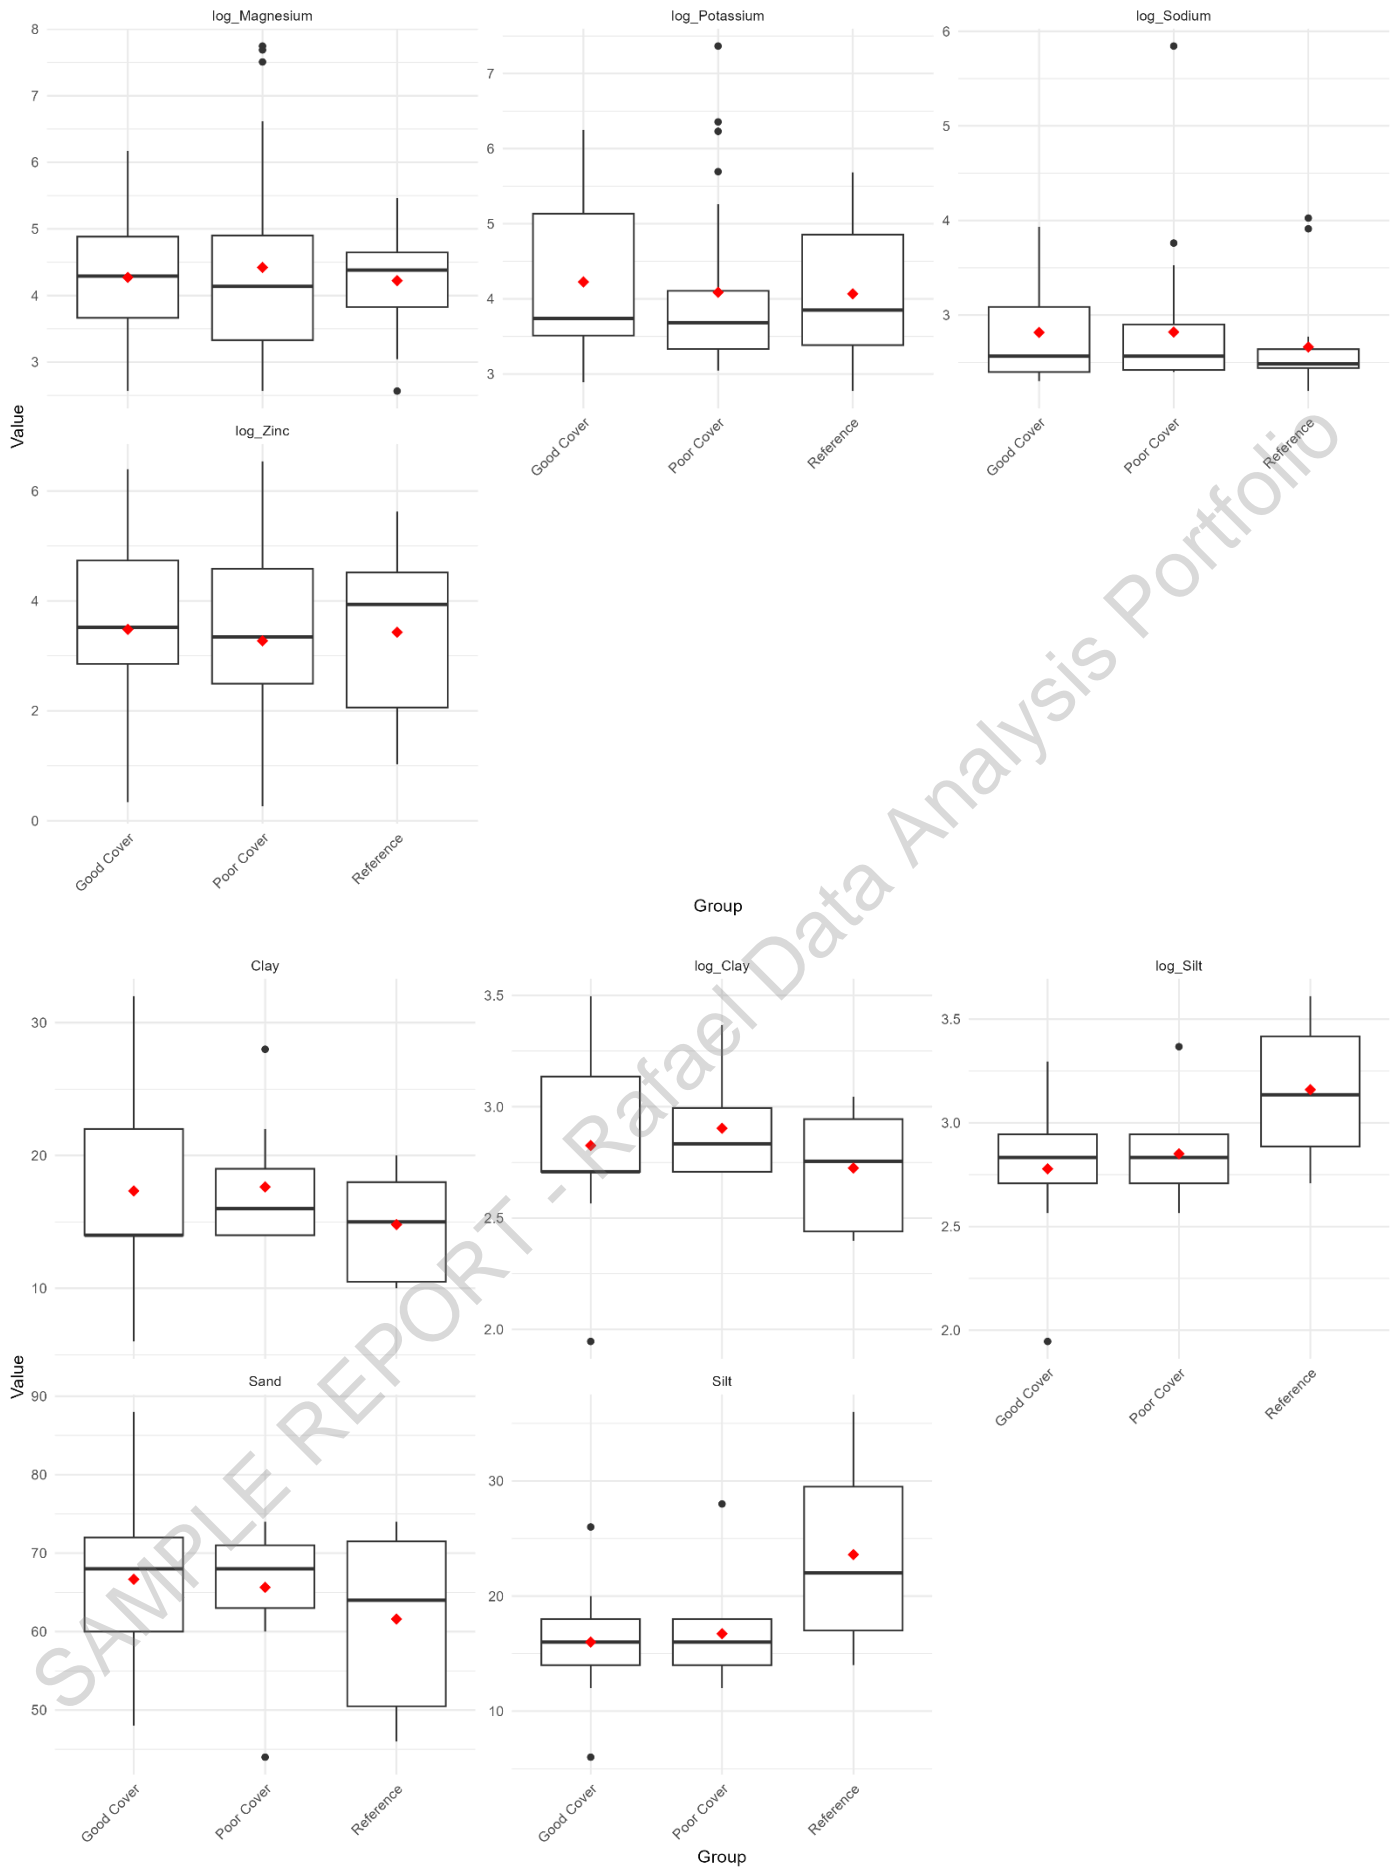 log_Magnesium
log_Potassium
log_Sodium
8
7
6
5
4
3
7
6
5
4
3
6
5
4
3
Good Cover
Poor Cover
Reference
Good Cover
Poor Cover
Reference
Value
log_Zinc
6
4
2
0
Good Cover
Poor Cover
Reference
Group
Clay
log_Clay
log_Silt
30
20
10
3.5
3.0
2.5
2.0
3.5
3.0
2.5
2.0
Good Cover
Poor Cover
Reference
Value
Sand
Silt
90
80
70
60
50
30
20
10
Good Cover
Poor Cover
Reference
Good Cover
Poor Cover
Reference
Group
SAMPLE REPORT - Rafael Data Analysis Portfolio